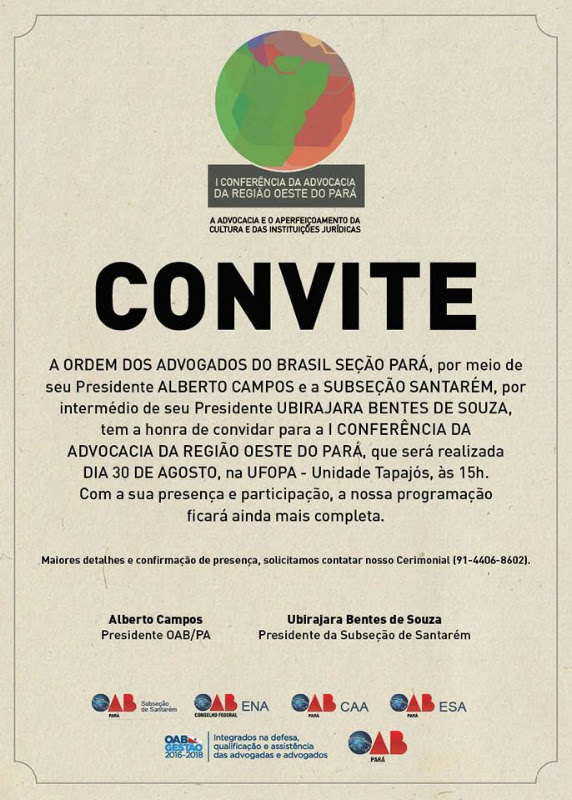 I CONFERÊNCIA DA ADVOCACIA
DA REGIÃO OESTE DO PARÁ
A ADVOCACIA E O APERFEIÇOAMENTO DA
CULTURA E DAS INSTITUIÇÕES JURÍDICAS
CONVITE
A ORDEM DOS ADVOGADOS DO BRASIL SEÇÃO PARÁ, por meio de
seu Presidente ALBERTO CAMPOS e a SUBSEÇÃO SANTARÉM, por
intermédio de seu Presidente UBIRAJARA BENTES DE SOUZA,
tem a honra de convidar para a I CONFERÊNCIA DA
ADVOCACIA DA REGIÃO OESTE DO PARÁ, que será realizada
DIA 30 DE AGOSTO, na UFOPA - Unidade Tapajós, às 15h.
Com a sua presença e participação, a nossa programação
ficará ainda mais completa.
Maiores detalhes e confirmação de presença, solicitamos contatar nosso Cerimonial (91-4406-8602).
Alberto Campos
Presidente OAB/PA
Ubirajara Bentes de Souza
Presidente da Subseção de Santarém
OAB PARÁ Subseção de Santarém
OAB CONSELHO FEDERAL ENA
OAB PARÁ CAA
OAB PARÁ ESA
OAB
GESTÃO
2016-2018
Integrados na defesa,
qualificação e assistência
das advogadas e advogados
OAB
PARÁ